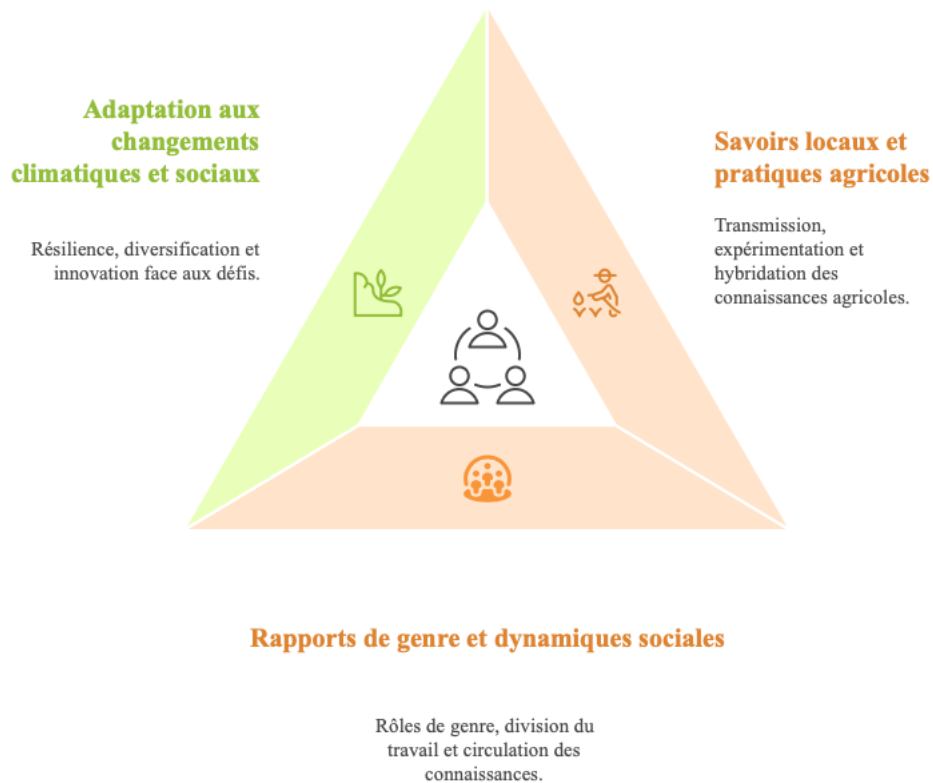 Adaptation aux
changements
climatiques et sociaux
Résilience, diversification et
innovation face aux défis.
Savoirs locaux et
pratiques agricoles
Transmission,
expérimentation et
hybridation des
connaissances agricoles.
Rapports de genre et dynamiques sociales
Rôles de genre, division du
travail et circulation des
connaissances.